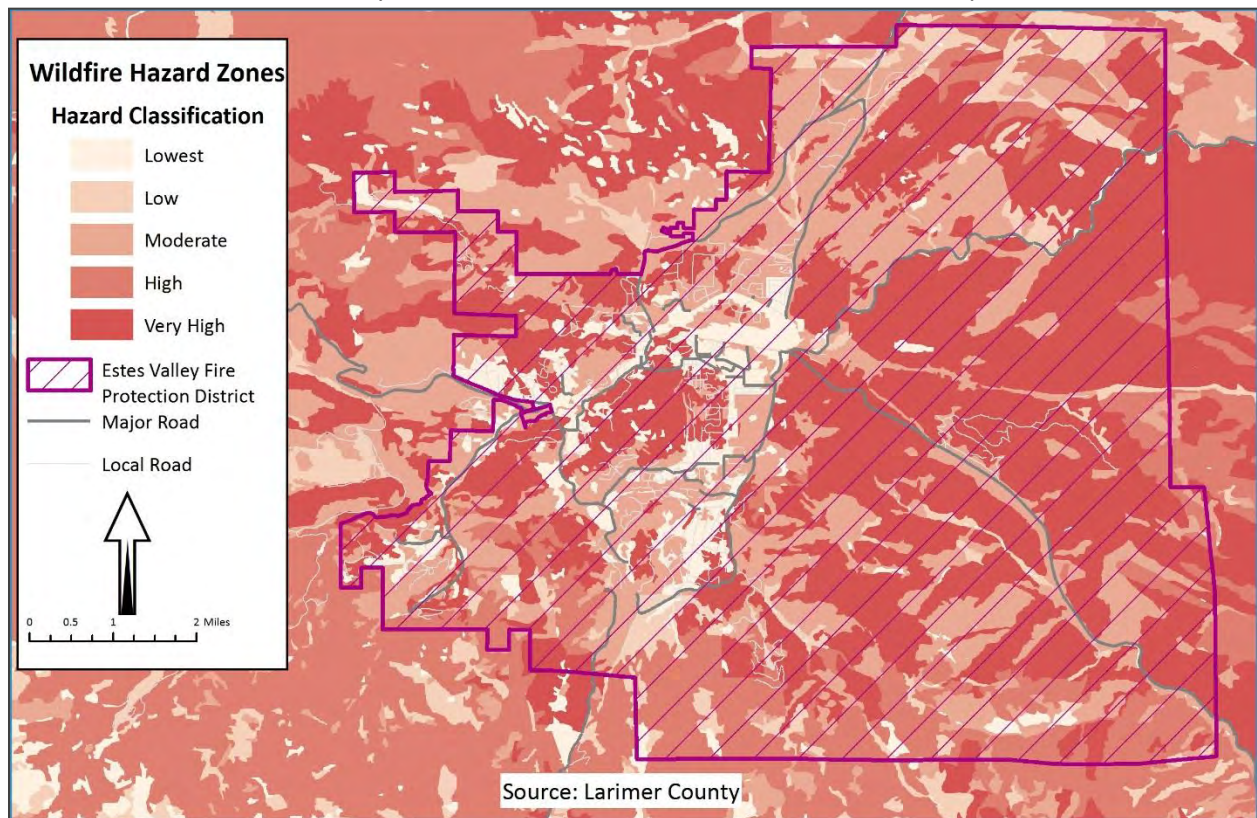 Wildfire Hazard Zones
Hazard Classification
Lowest
Low
Moderate
High
Very High
Estes Valley Fire
Protection District
Major Road
Local Road
0 0.5 1 2 Miles
Source: Larimer County